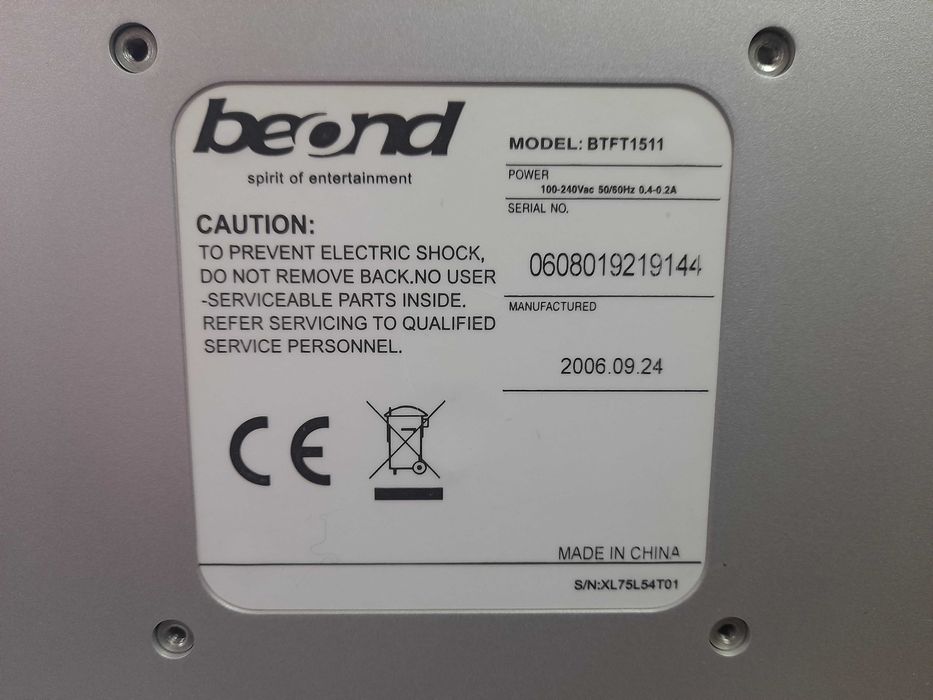 beond
spirit of entertainment
CAUTION:
TO PREVENT ELECTRIC SHOCK,
DO NOT REMOVE BACK.NO USER
-SERVICEABLE PARTS INSIDE.
REFER SERVICING TO QUALIFIED
SERVICE PERSONNEL.
CE
MODEL: BTFT1511
POWER
100-240Vac 50/60Hz 0.4-0.2A
SERIAL NO.
0608019219144
MANUFACTURED
2006.09.24
MADE IN CHINA
S/N:XL75L54T01